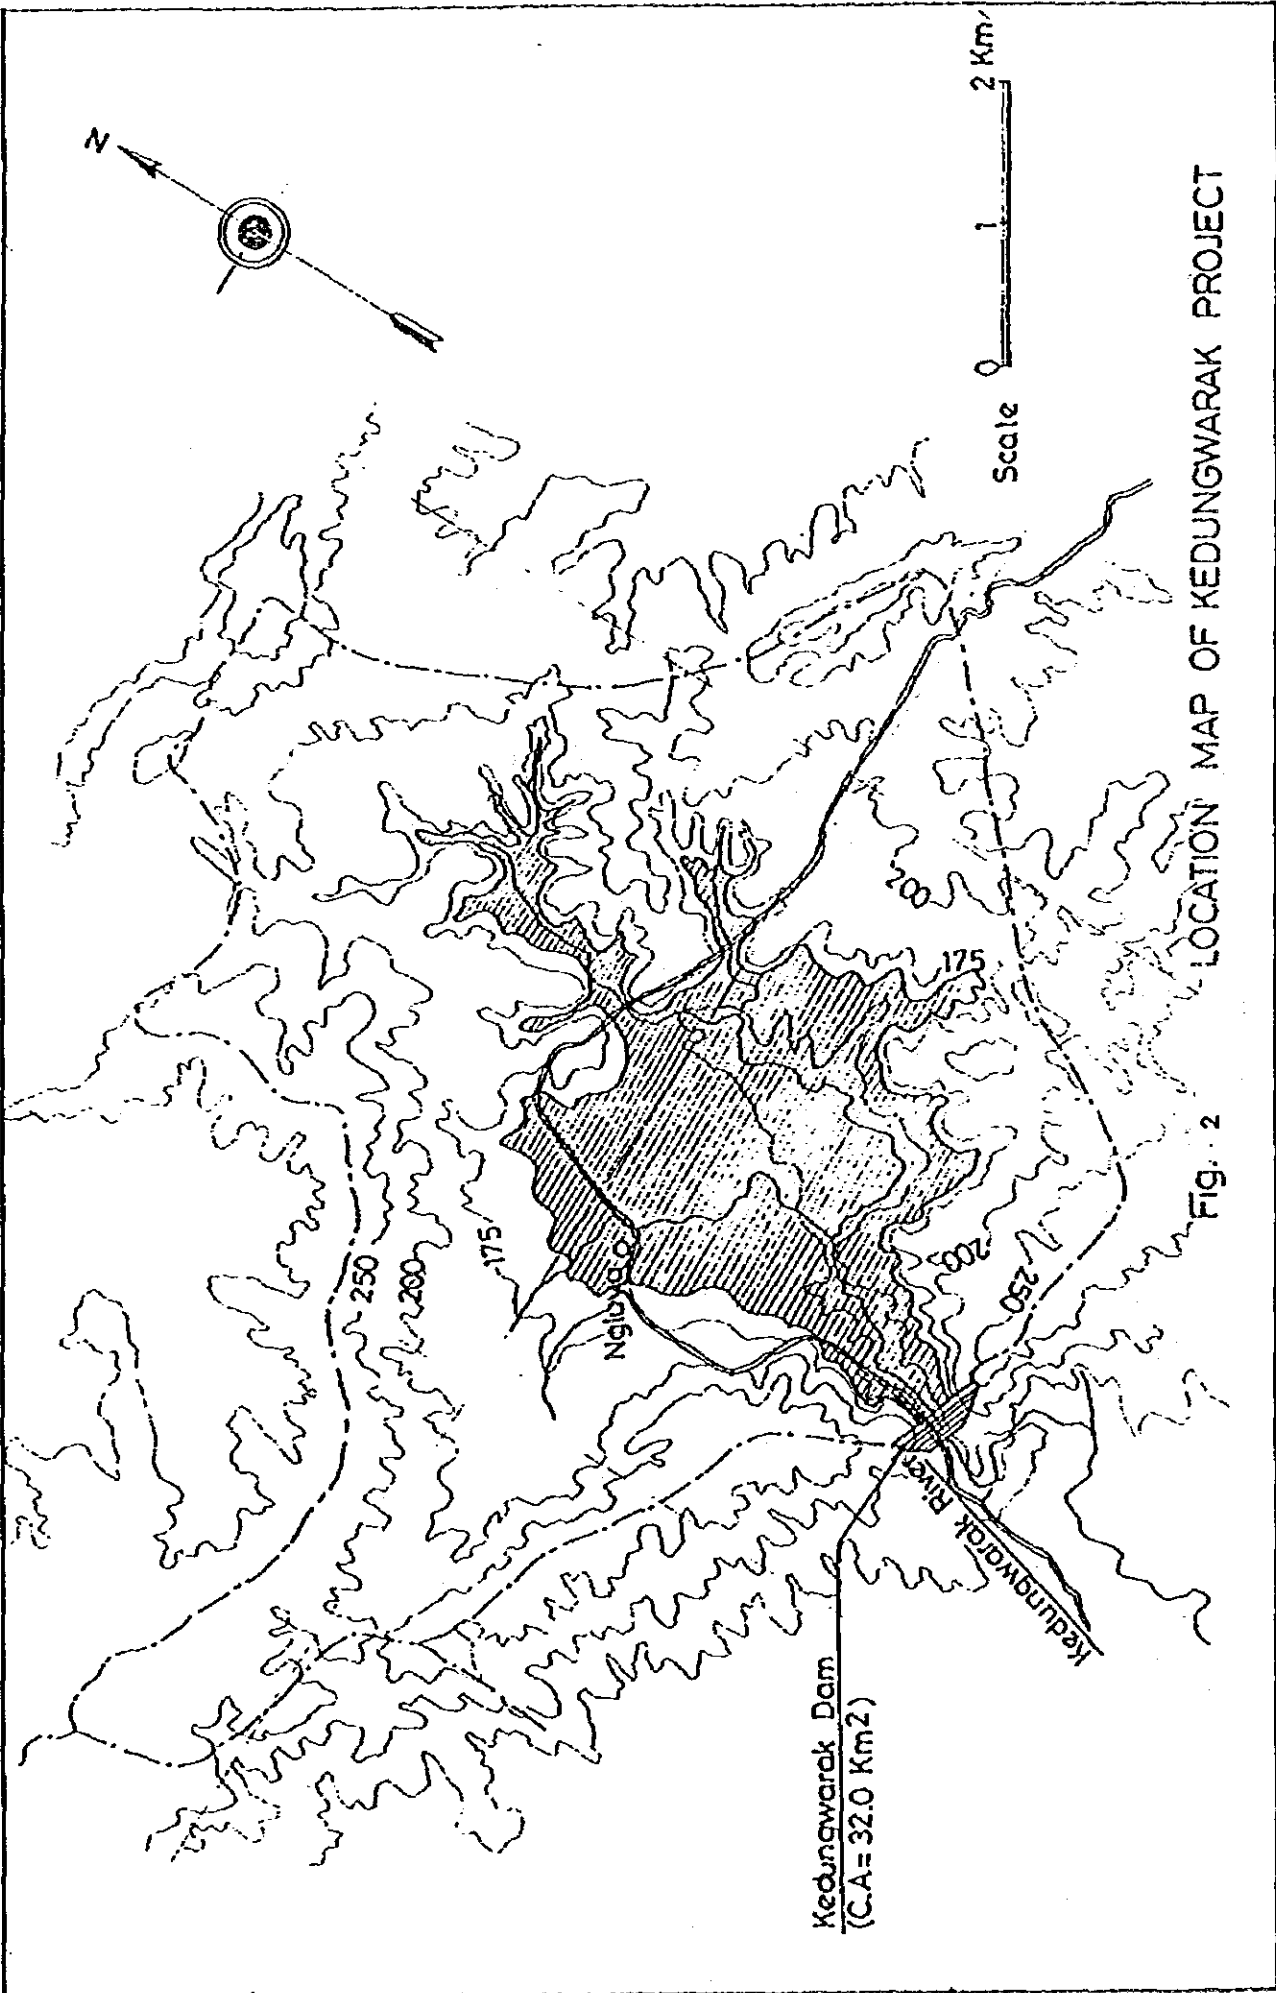 N
250
200
175
Ngluyao
Kedungwarak Dam
(C.A = 32.0 Km2)
Kedungwarak River
200
250
175
200
Scale
0 1 2 Km
Fig. 2 LOCATION MAP OF KEDUNGWARAK PROJECT